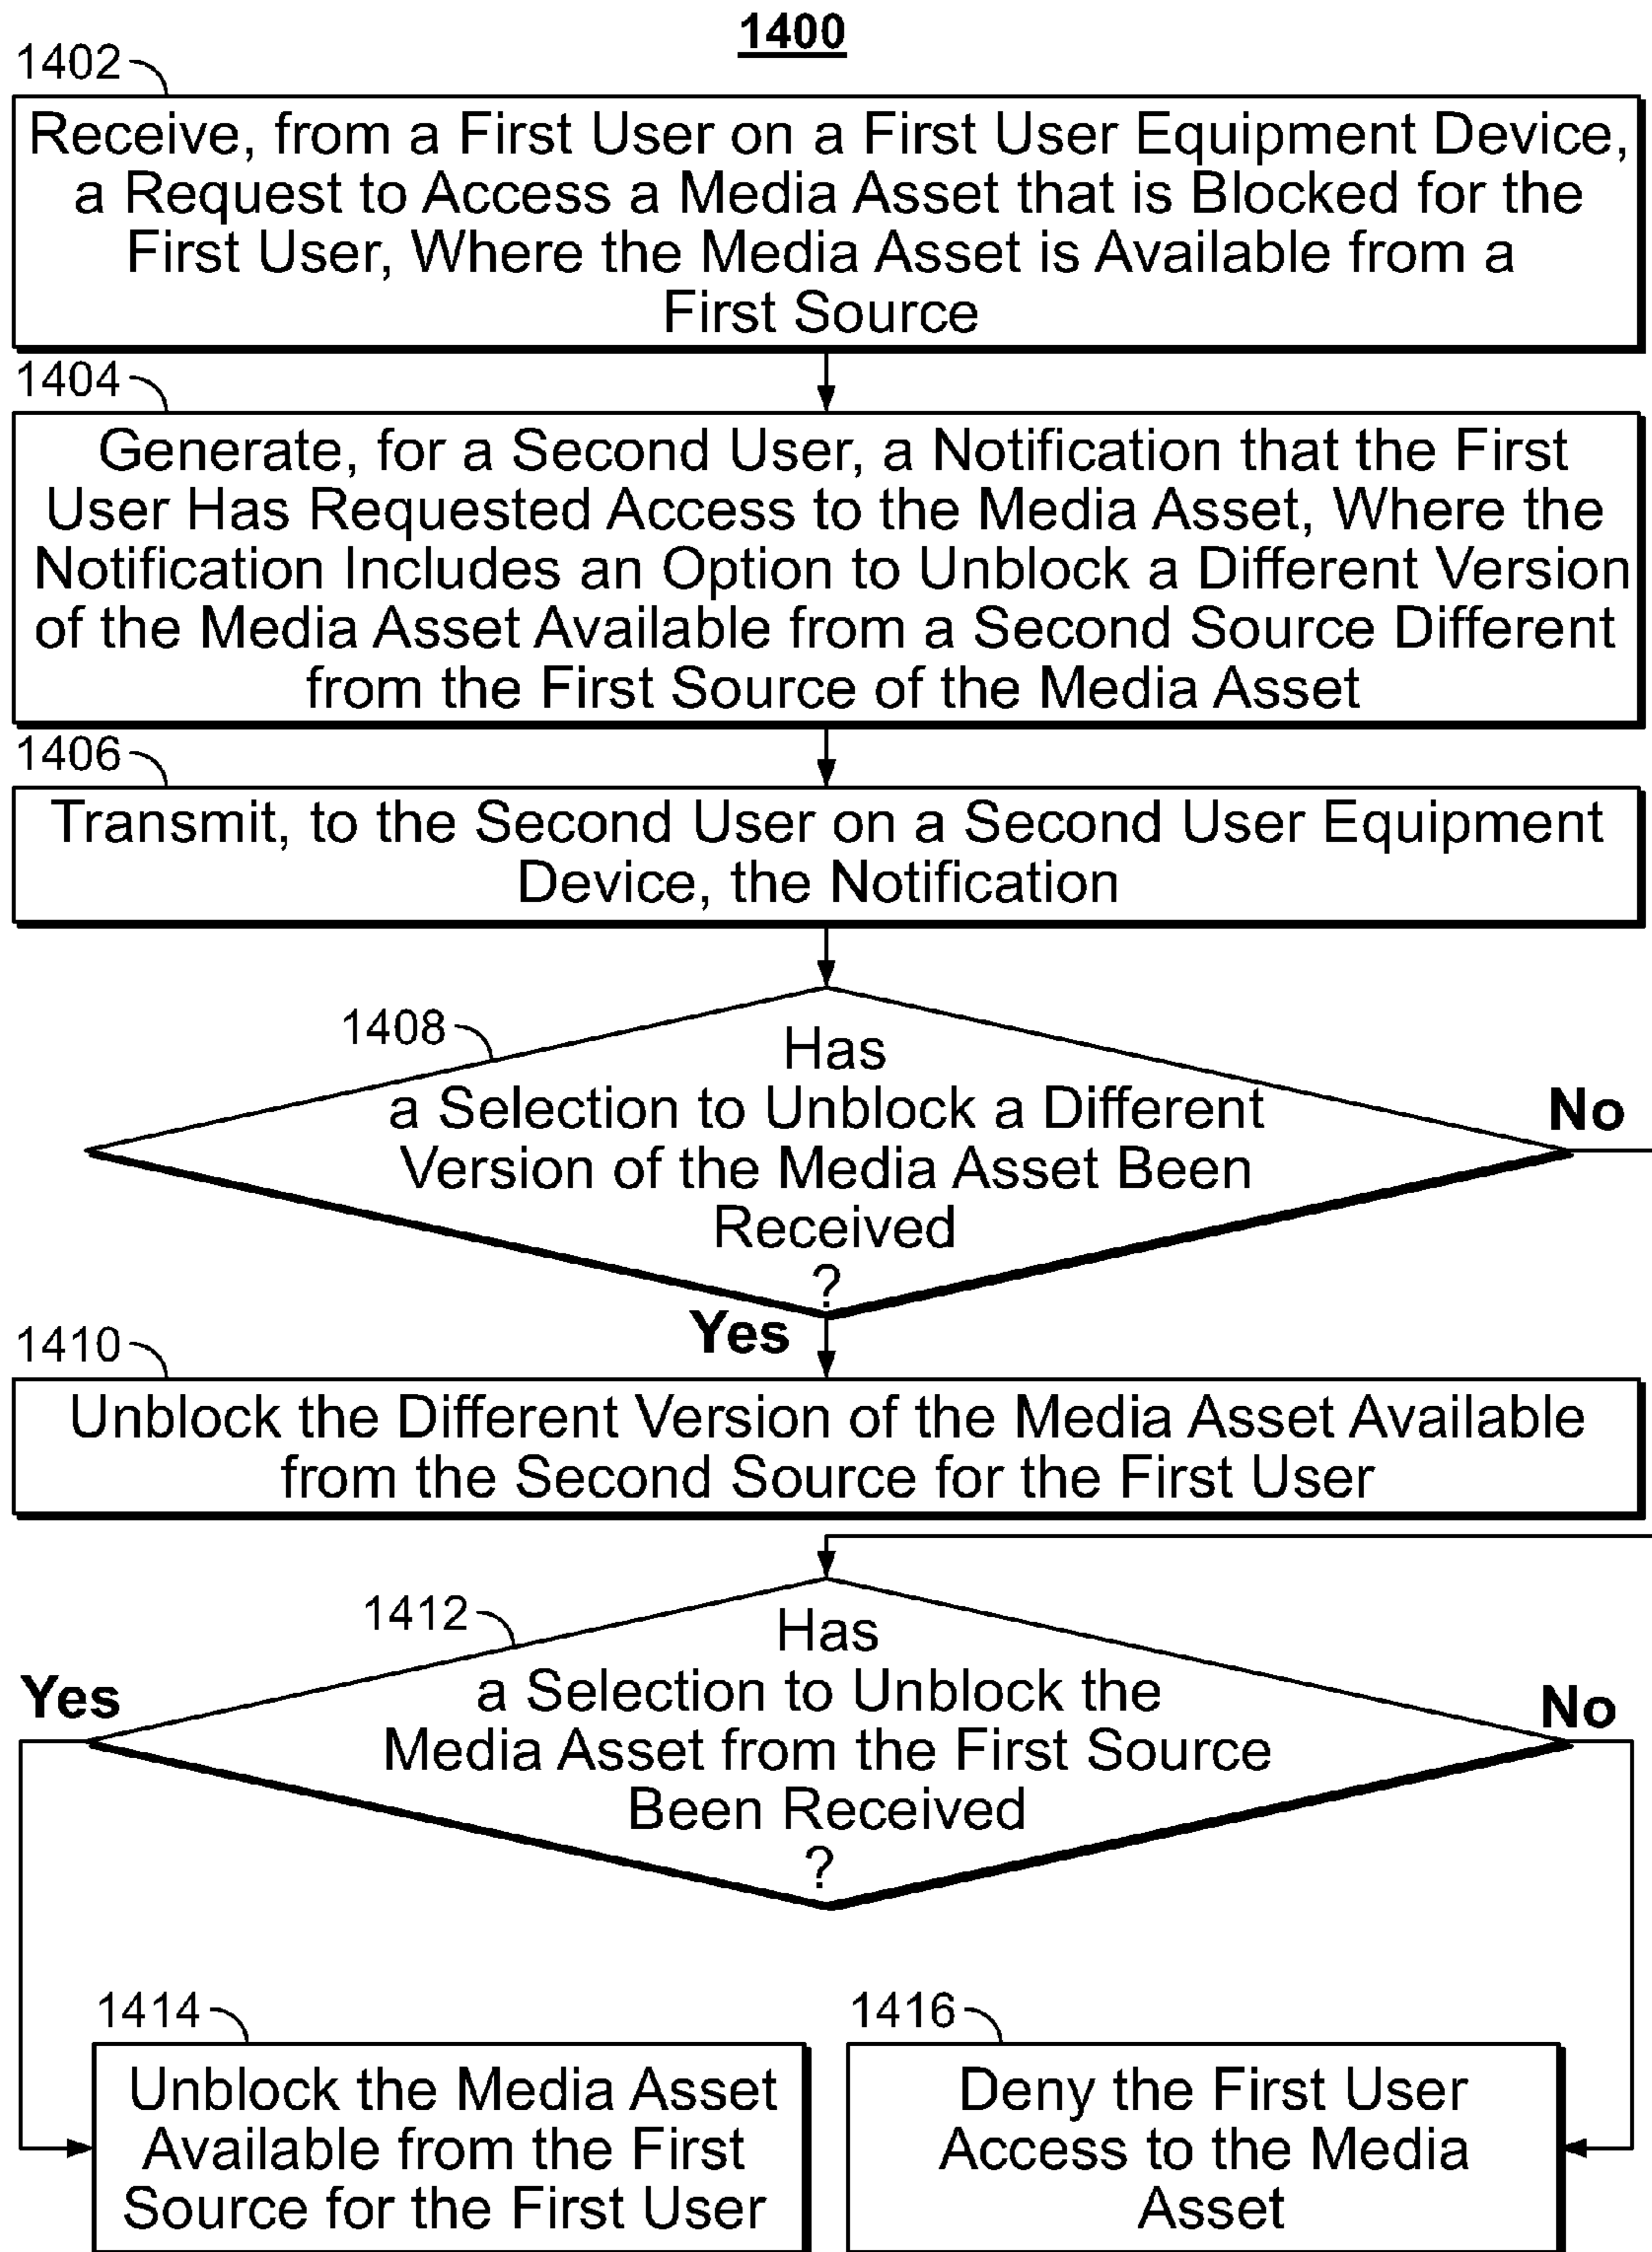 1400
1402
Receive, from a First User on a First User Equipment Device,
a Request to Access a Media Asset that is Blocked for the
First User, Where the Media Asset is Available from a
First Source
1404
Generate, for a Second User, a Notification that the First
User Has Requested Access to the Media Asset, Where the
Notification Includes an Option to Unblock a Different Version
of the Media Asset Available from a Second Source Different
from the First Source of the Media Asset
1406
Transmit, to the Second User on a Second User Equipment
Device, the Notification
1408
Has
a Selection to Unblock a Different
Version of the Media Asset Been
Received
?
No
Yes
1410
Unblock the Different Version of the Media Asset Available
from the Second Source for the First User
1412
Has
a Selection to Unblock the
Media Asset from the First Source
Been Received
?
Yes
No
1414
Unblock the Media Asset
Available from the First
Source for the First User
1416
Deny the First User
Access to the Media
Asset